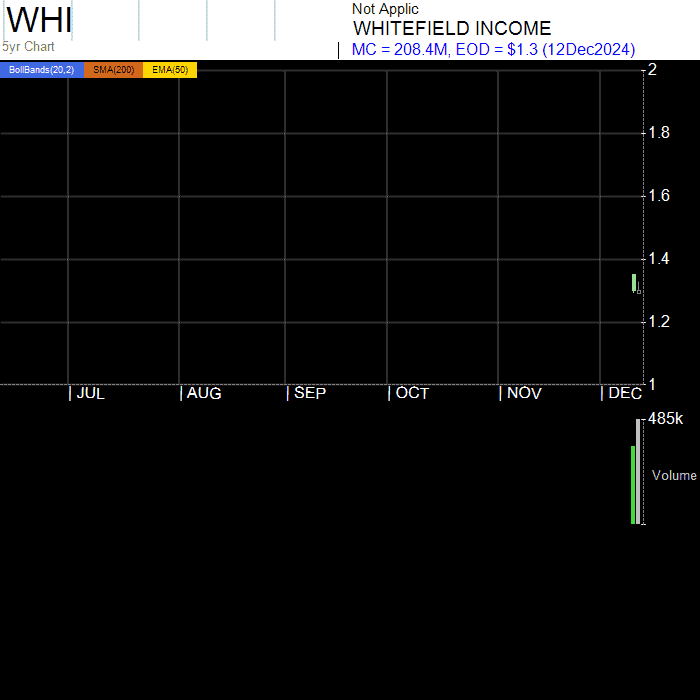 WHI
5yr Chart
Not Applic
WHITEFIELD INCOME
| MC = 208.4M, EOD = $1.3 (12Dec2024)
BollBands(20,2) SMA(200) EMA(50)
2
1.8
1.6
1.4
1.2
1
| JUL | AUG | SEP | OCT | NOV | DEC
485k
Volume